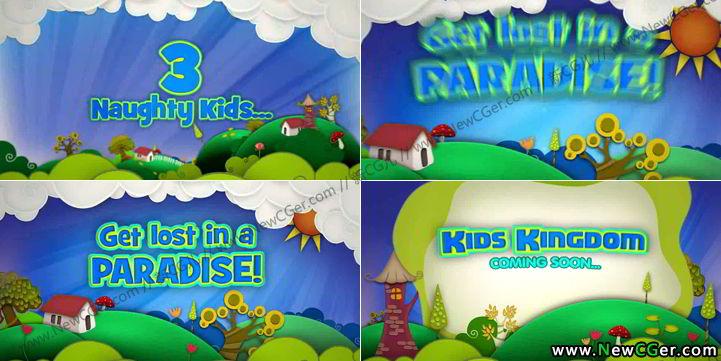 3
Naughty Kids...
Get lost in a
PARADISE!
Get lost in a
PARADISE!
KIDS KINGDOM
COMING SOON...
www.NewCGer.com